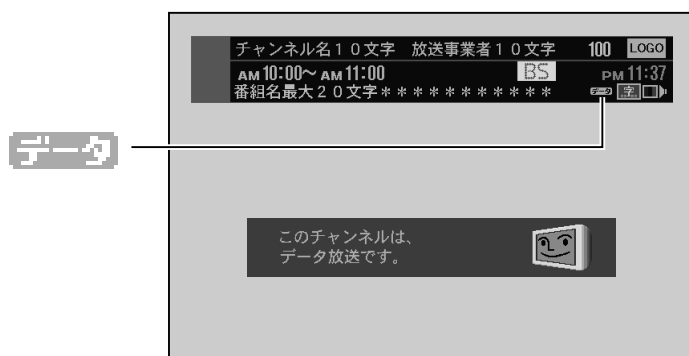 チャンネル名10文字 放送事業者10文字 100 LOGO
AM 10:00~ AM 11:00 BS PM 11:37
番組名最大20文字＊＊＊＊＊＊＊＊＊＊＊ データ 字
データ
このチャンネルは、
データ放送です。